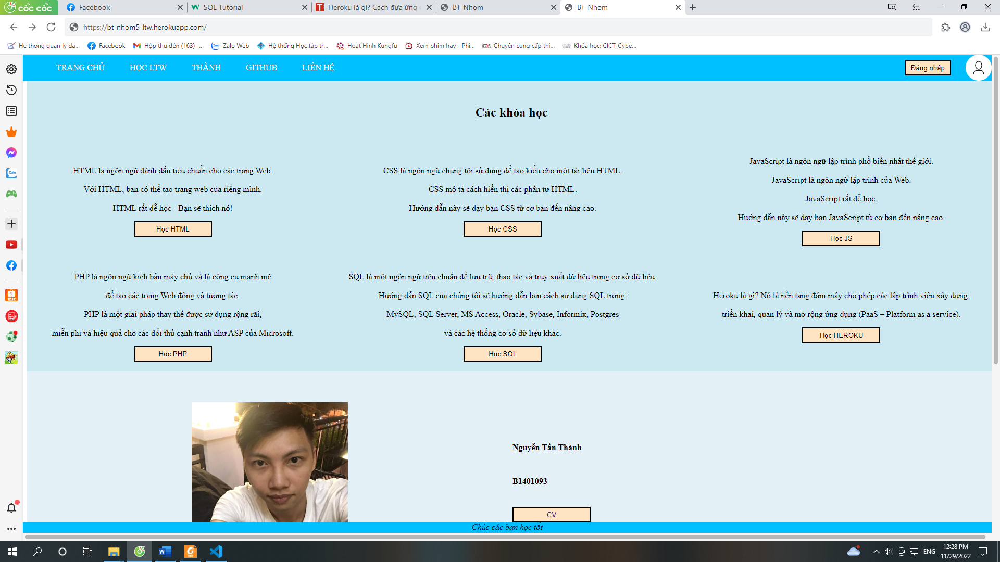 cốc cốc
Facebook
SQL Tutorial
Heroku là gì? Cách đưa ứng
BT-Nhom
BT-Nhom
https://bt-nhom5-ltw.herokuapp.com/
He thong quan ly da...
Facebook
Hộp thư đến (163) -...
Zalo Web
Hệ thống Học tập tr...
Hoạt Hình Kungfu
Xem phim hay - Phi...
Chuyên cung cấp thi...
Khóa học: CICT-Cybe...
TRANG CHỦ
HỌC LTW
THÀNH
GITHUB
LIÊN HỆ
Đăng nhập
Các khóa học
HTML là ngôn ngữ đánh dấu tiêu chuẩn cho các trang Web.
Với HTML, bạn có thể tạo trang web của riêng mình.
HTML rất dễ học - Bạn sẽ thích nó!
Học HTML
CSS là ngôn ngữ chúng tôi sử dụng để tạo kiểu cho một tài liệu HTML.
CSS mô tả cách hiển thị các phần tử HTML.
Hướng dẫn này sẽ dạy bạn CSS từ cơ bản đến nâng cao.
Học CSS
JavaScript là ngôn ngữ lập trình phổ biến nhất thế giới.
JavaScript là ngôn ngữ lập trình của Web.
JavaScript rất dễ học.
Hướng dẫn này sẽ dạy bạn JavaScript từ cơ bản đến nâng cao.
Học JS
PHP là ngôn ngữ kịch bản máy chủ và là công cụ mạnh mẽ
để tạo các trang Web động và tương tác.
PHP là một giải pháp thay thế được sử dụng rộng rãi,
miễn phí và hiệu quả cho các đối thủ cạnh tranh như ASP của Microsoft.
Học PHP
SQL là một ngôn ngữ tiêu chuẩn để lưu trữ, thao tác và truy xuất dữ liệu trong cơ sở dữ liệu.
Hướng dẫn SQL của chúng tôi sẽ hướng dẫn bạn cách sử dụng SQL trong:
MySQL, SQL Server, MS Access, Oracle, Sybase, Informix, Postgres
và các hệ thống cơ sở dữ liệu khác.
Học SQL
Heroku là gì? Nó là nền tảng đám mây cho phép các lập trình viên xây dựng,
triển khai, quản lý và mở rộng ứng dụng (PaaS – Platform as a service).
Học HEROKU
Nguyễn Tấn Thành
B1401093
CV
Chúc các bạn học tốt
ENG
12:28 PM
11/29/2022